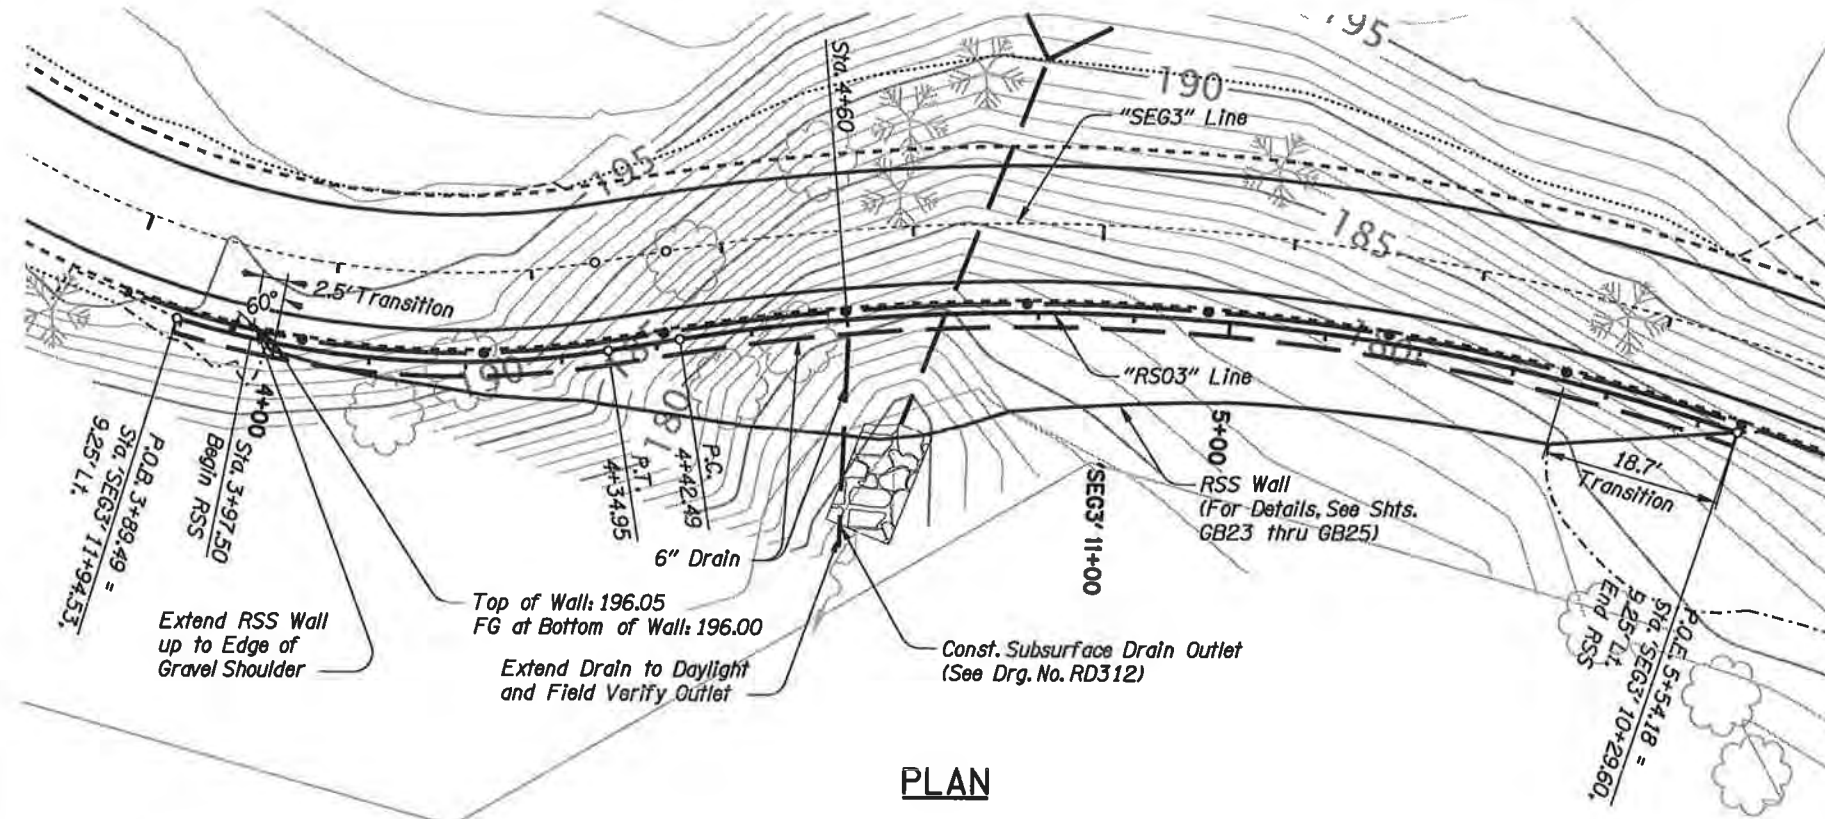 195
190
"SEG3" Line
Sta. 4+60
195
185
2.5' Transition
60°
190
180
180
"RS03" Line
4+00
5+00
"SEG3" 11+00
P.O.B. 3+89.49 =
Sta. "SEG3" 11+94.53,
9.25' Lt.
Sta. 3+97.50
Begin RSS
P.T.
4+34.95
P.C.
4+42.49
6" Drain
RSS Wall
(For Details, See Shts.
GB23 thru GB25)
18.7'
Transition
P.O.E. 5+54.18 =
Sta. "SEG3" 10+29.60,
9.25' Lt.
End RSS
Extend RSS Wall
up to Edge of
Gravel Shoulder
Top of Wall: 196.05
FG at Bottom of Wall: 196.00
Extend Drain to Daylight
and Field Verify Outlet
Const. Subsurface Drain Outlet
(See Drg. No. RD312)
PLAN